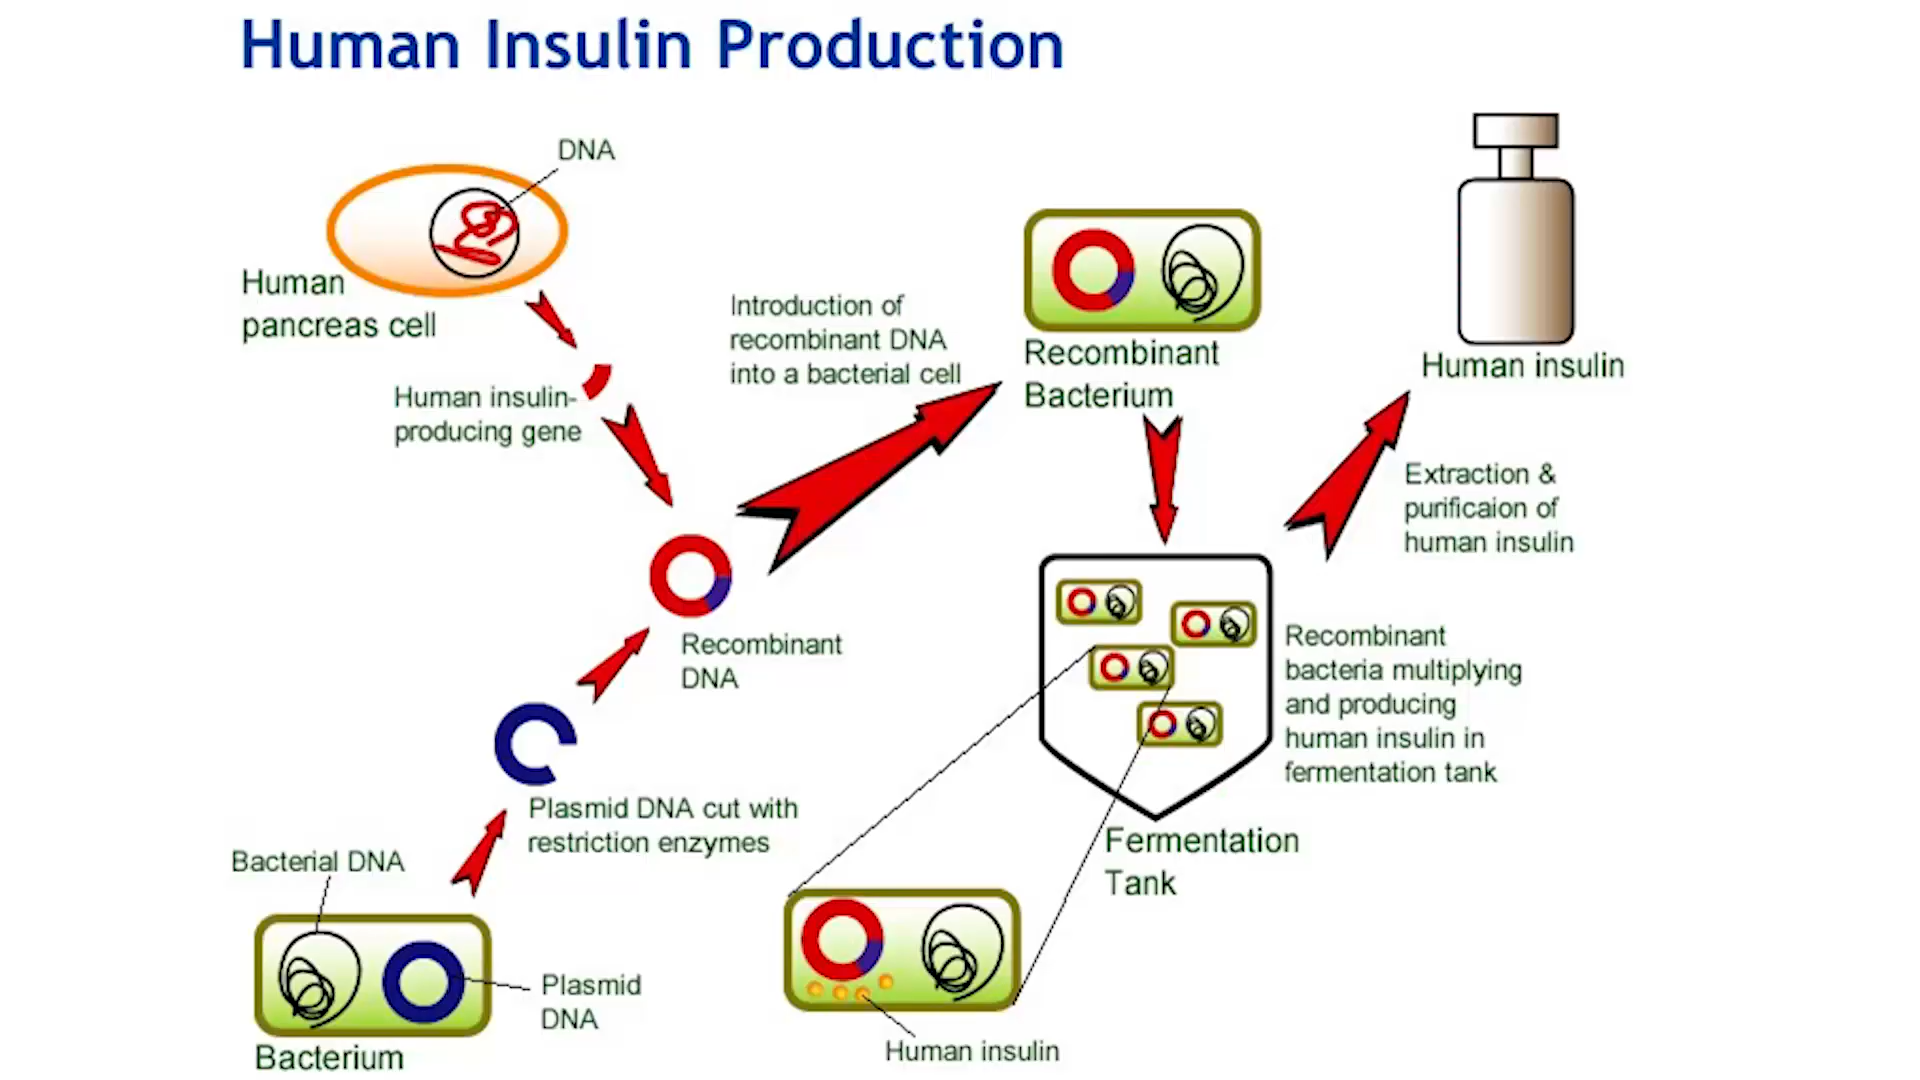 Human Insulin Production
DNA
Human
pancreas cell
Human insulin-
producing gene
Introduction of
recombinant DNA
into a bacterial cell
Recombinant
Bacterium
Human insulin
Extraction &
purificaion of
human insulin
Recombinant
DNA
Recombinant
bacteria multiplying
and producing
human insulin in
fermentation tank
Plasmid DNA cut with
restriction enzymes
Fermentation
Tank
Bacterial DNA
Plasmid
DNA
Bacterium
Human insulin